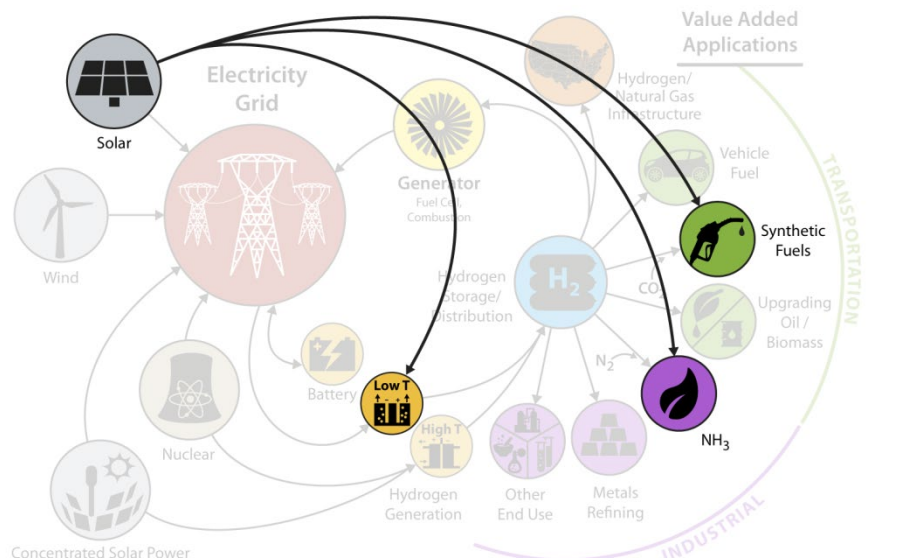 Value Added
Applications
Electricity
Grid
Solar
Hydrogen/
Natural Gas
Infrastructure
Generator
Fuel Cell,
Combustion
Vehicle
Fuel
TRANSPORTATION
Wind
Synthetic
Fuels
Hydrogen
Storage/
Distribution
H2
CO2
Upgrading
Oil /
Biomass
N2
Battery
Low T
- +
NH3
Nuclear
High T
- +
Hydrogen
Generation
Other
End Use
Metals
Refining
INDUSTRIAL
Concentrated Solar Power